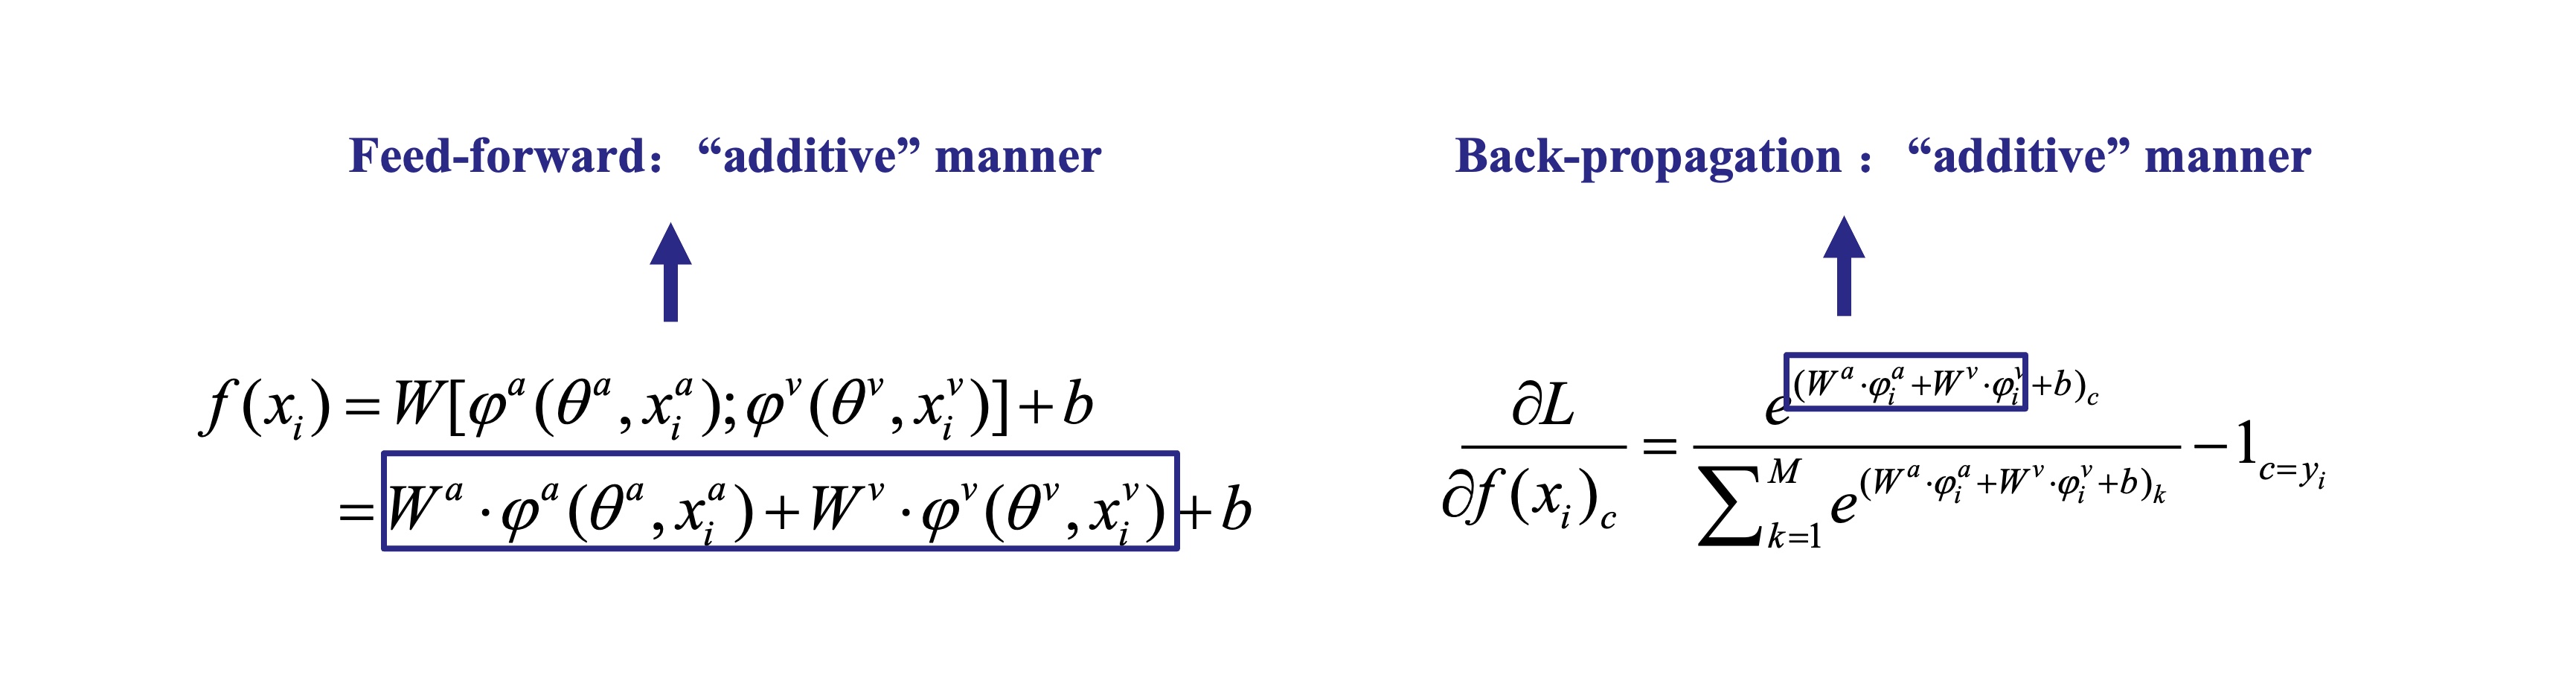 Feed-forward： “additive” manner
f(x_i) = W[φ^a(θ^a, x_i^a); φ^v(θ^v, x_i^v)] + b
= W^a · φ^a(θ^a, x_i^a) + W^v · φ^v(θ^v, x_i^v) + b
Back-propagation： “additive” manner
∂L/∂f(x_i)_c = e^{(W^a·φ_i^a+W^v·φ_i^v+b)_c} / ∑_{k=1}^{M} e^{(W^a·φ_i^a+W^v·φ_i^v+b)_k} − 1_{c=y_i}